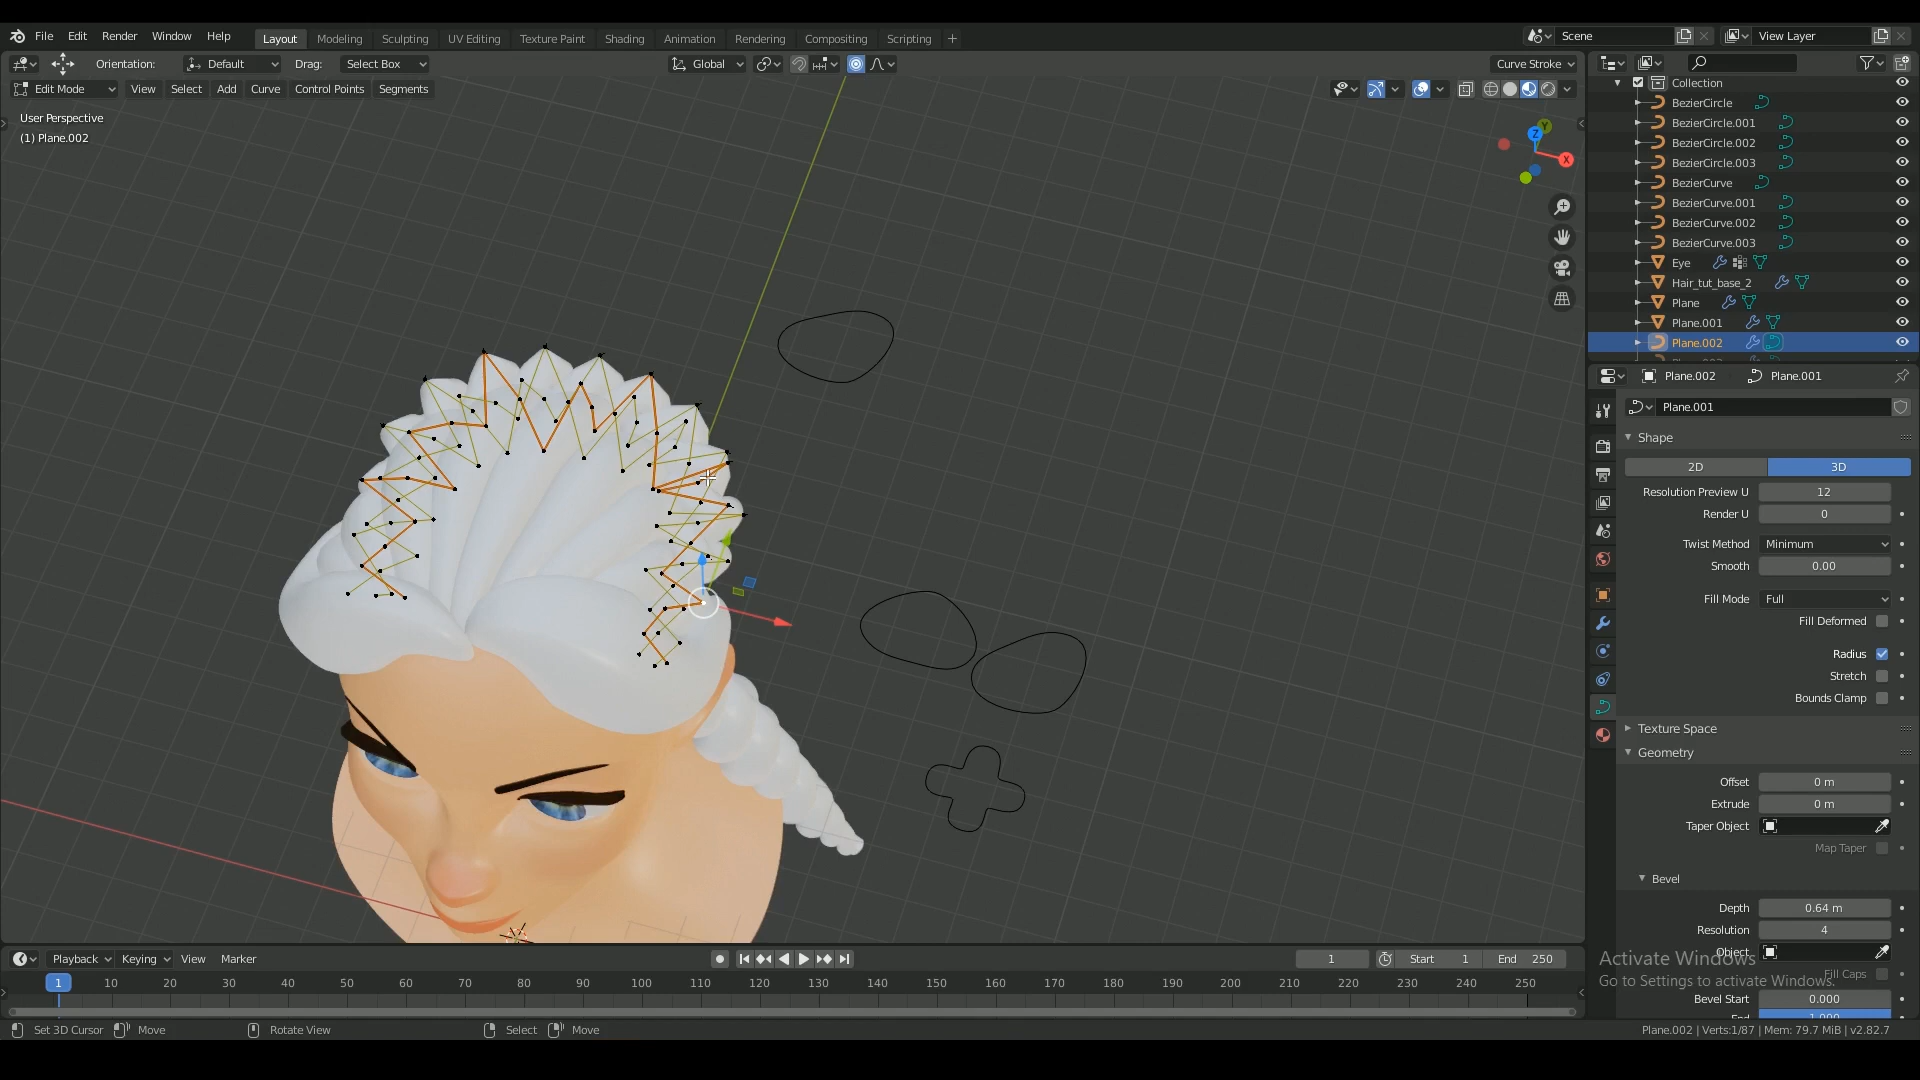 File Edit Render Window Help Layout Modeling Sculpting UV Editing Texture Paint Shading Animation Rendering Compositing Scripting + Scene View Layer
Orientation: Default Drag: Select Box Global Curve Stroke
Edit Mode View Select Add Curve Control Points Segments
User Perspective
(1) Plane.002
Z
Y
X
Collection
BezierCircle
BezierCircle.001
BezierCircle.002
BezierCircle.003
BezierCurve
BezierCurve.001
BezierCurve.002
BezierCurve.003
Eye
Hair_tut_base_2
Plane
Plane.001
Plane.002
Plane.002 Plane.001
Plane.001
Shape
2D 3D
Resolution Preview U 12
Render U 0
Twist Method Minimum
Smooth 0.00
Fill Mode Full
Fill Deformed
Radius
Stretch
Bounds Clamp
Texture Space
Geometry
Offset 0 m
Extrude 0 m
Taper Object
Map Taper
Bevel
Depth 0.64 m
Resolution 4
Object
Fill Caps
Bevel Start 0.000
End 1.000
Activate Windows
Go to Settings to activate Windows.
Playback Keying View Marker 1 Start 1 End 250
1 10 20 30 40 50 60 70 80 90 100 110 120 130 140 150 160 170 180 190 200 210 220 230 240 250
Set 3D Cursor Move Rotate View Select Move Plane.002 | Verts:1/87 | Mem: 79.7 MiB | v2.82.7